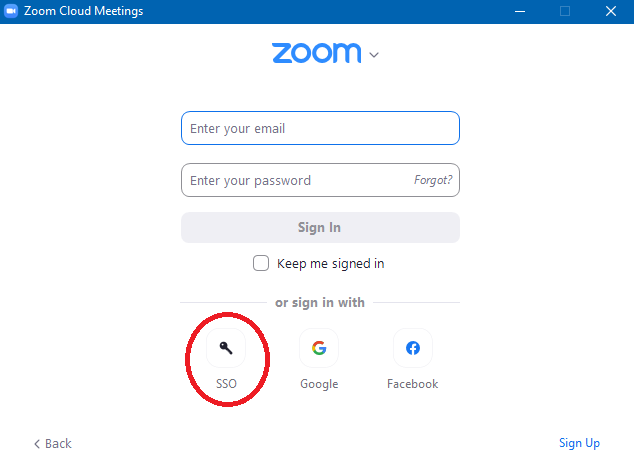 Zoom Cloud Meetings
zoom
Enter your email
Enter your password
Forgot?
Sign In
Keep me signed in
or sign in with
SSO
Google
Facebook
Back
Sign Up